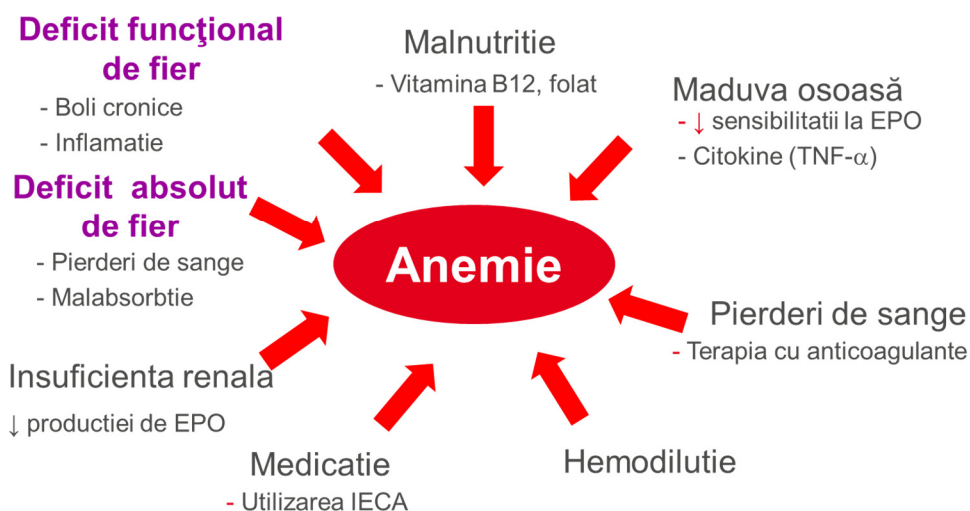 Deficit funcţional
de fier
- Boli cronice
- Inflamatie
Malnutritie
- Vitamina B12, folat
Maduva osoasă
- ↓ sensibilitatii la EPO
- Citokine (TNF-α)
Deficit absolut
de fier
- Pierderi de sange
- Malabsorbtie
Anemie
Pierderi de sange
- Terapia cu anticoagulante
Insuficienta renala
↓ productiei de EPO
Medicatie
- Utilizarea IECA
Hemodilutie